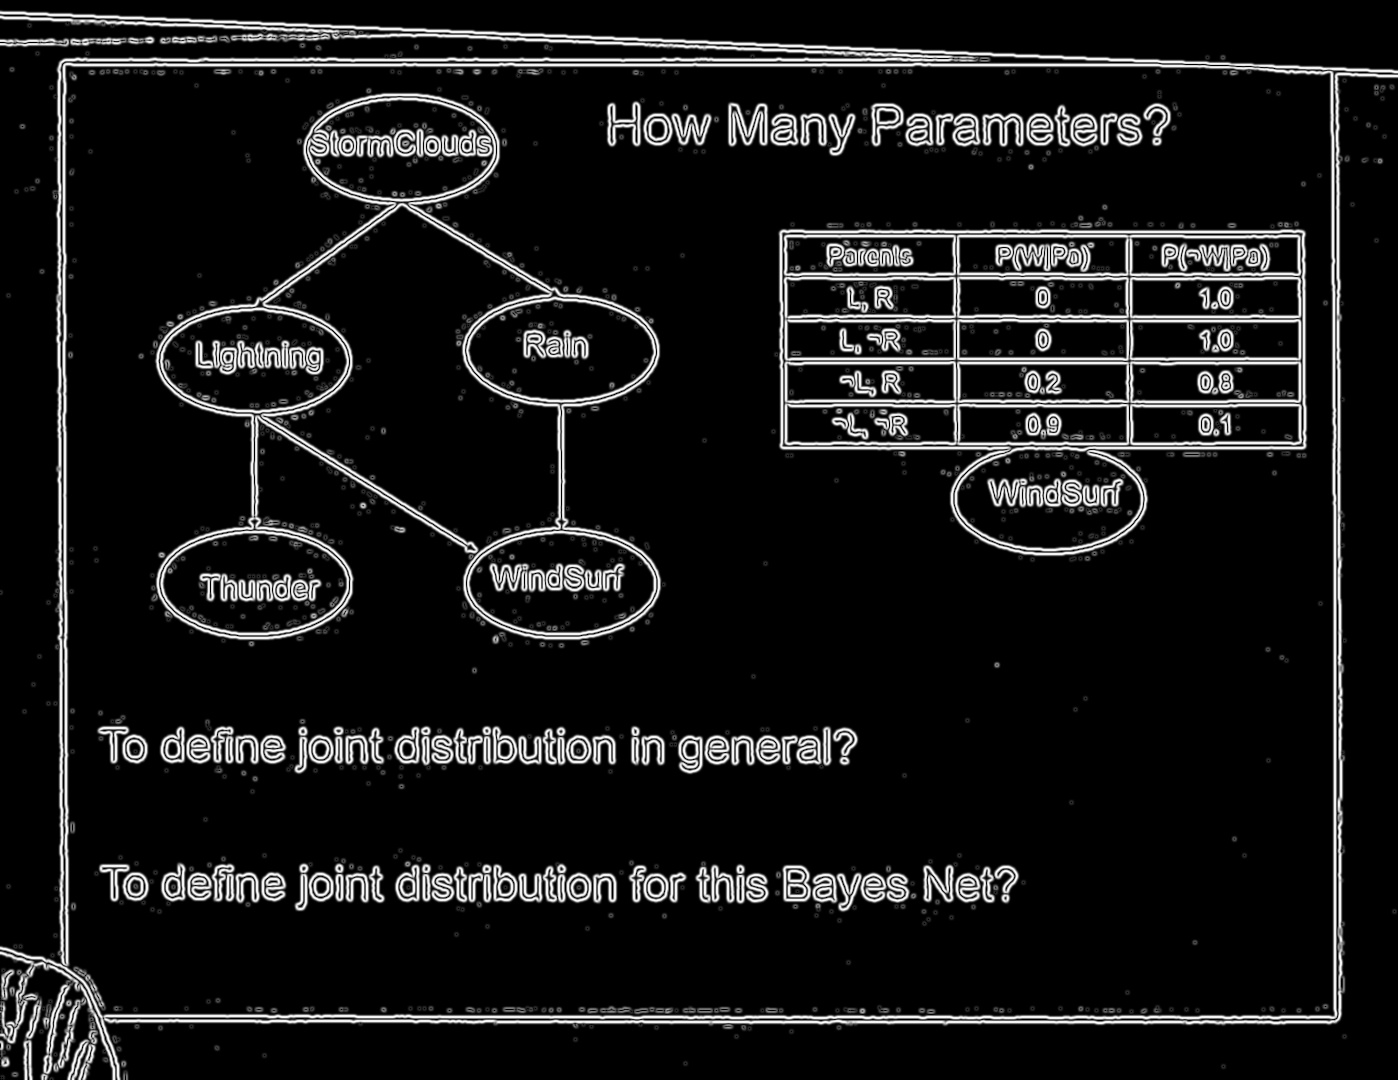 How Many Parameters?
StormClouds
Lightning
Rain
Thunder
WindSurf
Parents P(W|Pa) P(¬W|Pa)
L, R 0 1.0
L, ¬R 0 1.0
¬L, R 0.2 0.8
¬L, ¬R 0.9 0.1
WindSurf
To define joint distribution in general?
To define joint distribution for this Bayes Net?